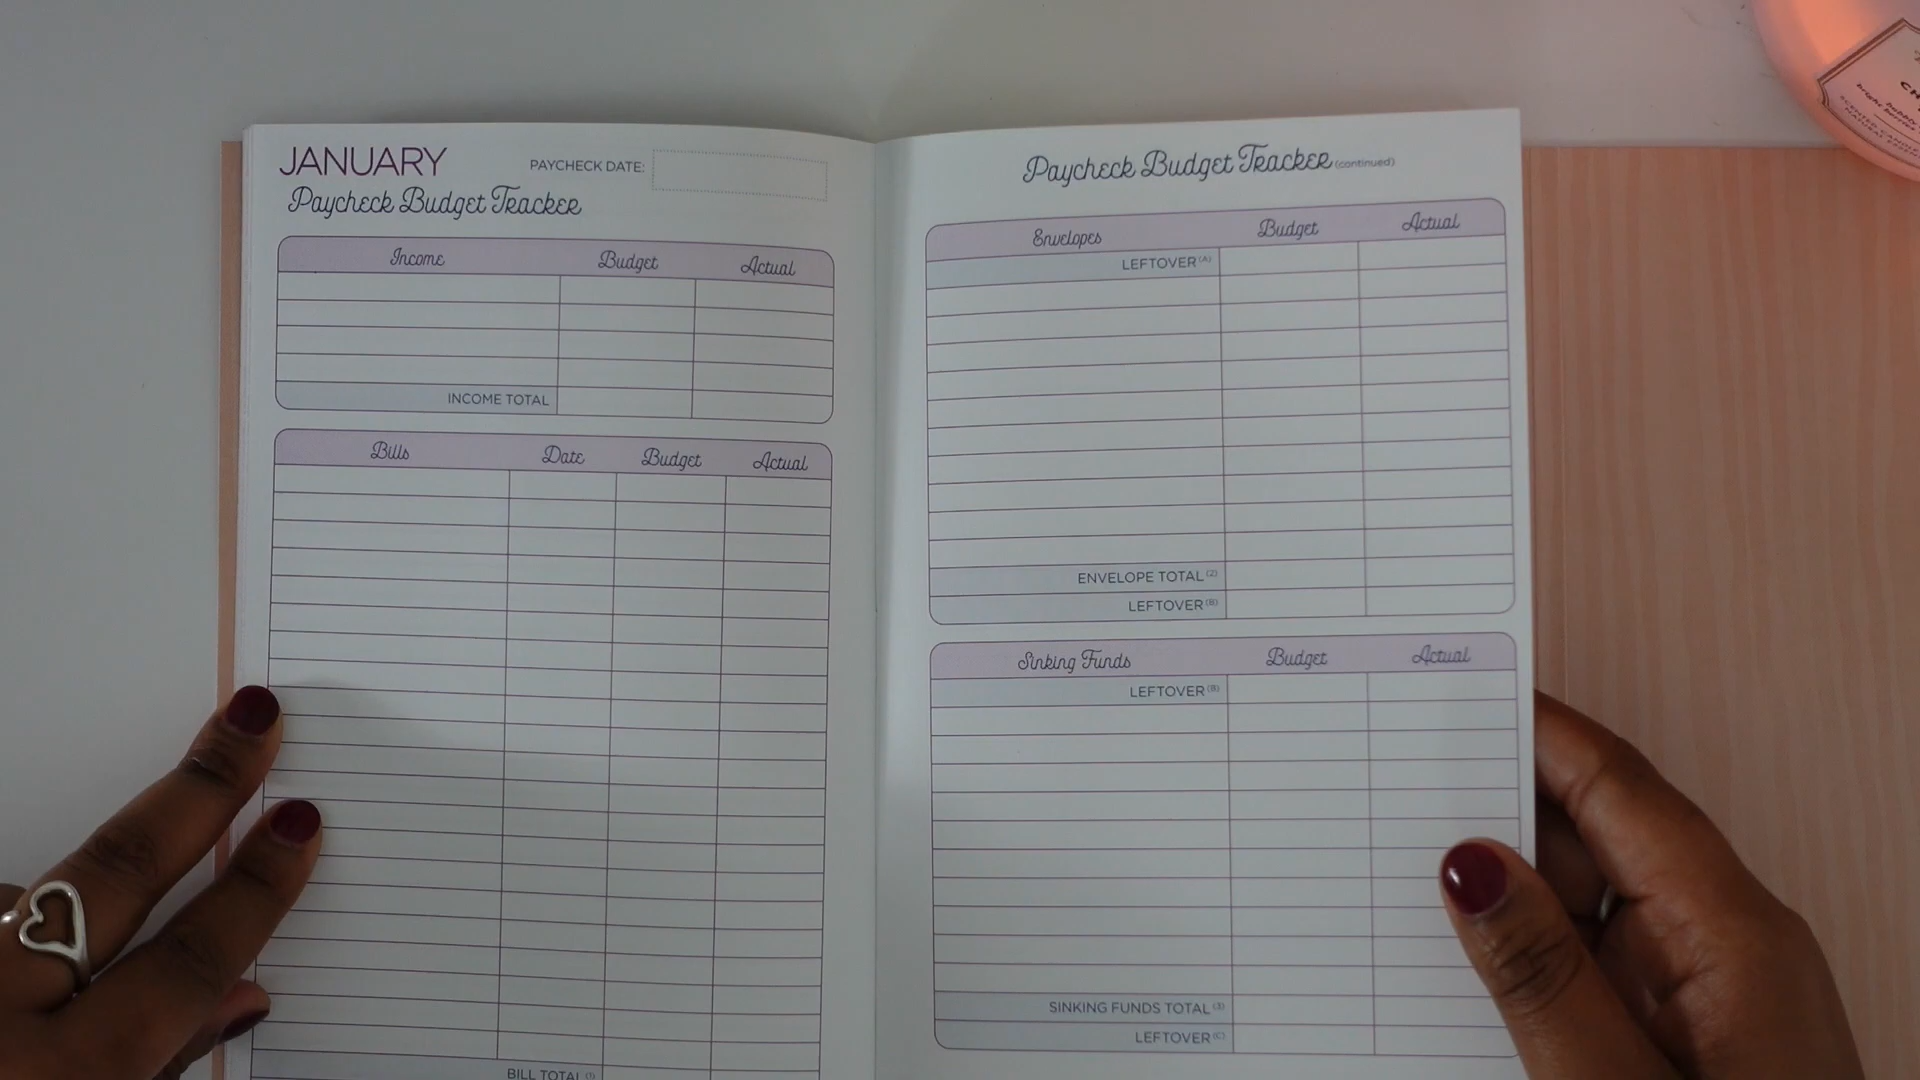 JANUARY
PAYCHECK DATE:
Paycheck Budget Tracker
Income Budget Actual
INCOME TOTAL
Bills Date Budget Actual
BILL TOTAL (1)
Paycheck Budget Tracker (continued)
Envelopes Budget Actual
LEFTOVER (A)
ENVELOPE TOTAL (2)
LEFTOVER (B)
Sinking Funds Budget Actual
LEFTOVER (B)
SINKING FUNDS TOTAL (3)
LEFTOVER (C)